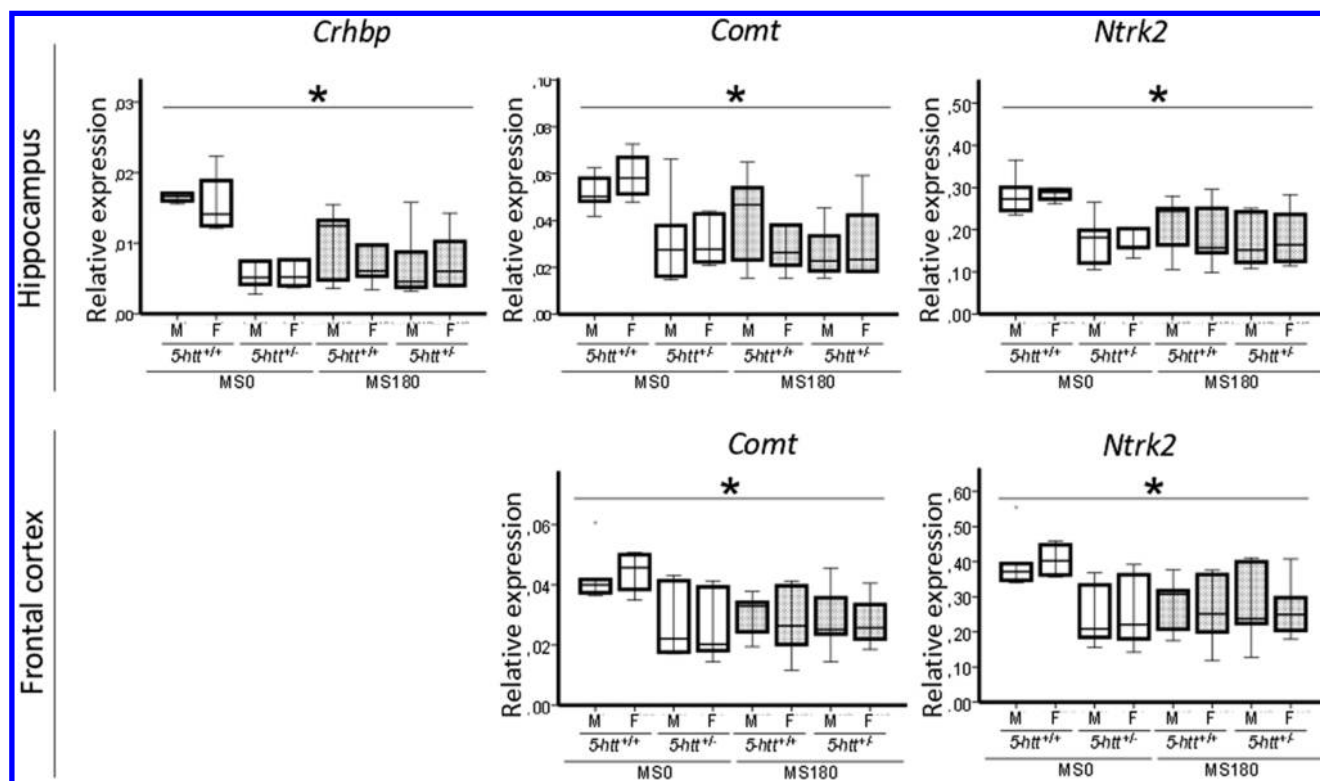 Crhbp Comt Ntrk2
Hippocampus
Relative expression
,03
,02
,01
,00
M F M F M F M F
5-htt+/+ 5-htt+/- 5-htt+/+ 5-htt+/-
MS0 MS180
*
Relative expression
,10
,08
,06
,04
,02
,00
M F M F M F M F
5-htt+/+ 5-htt+/- 5-htt+/+ 5-htt+/-
MS0 MS180
*
Relative expression
,50
,40
,30
,20
,10
,00
M F M F M F M F
5-htt+/+ 5-htt+/- 5-htt+/+ 5-htt+/-
MS0 MS180
*
Comt Ntrk2
Frontal cortex
Relative expression
,06
,04
,02
,00
M F M F M F M F
5-htt+/+ 5-htt+/- 5-htt+/+ 5-htt+/-
MS0 MS180
*
Relative expression
,60
,50
,40
,30
,20
,10
,00
M F M F M F M F
5-htt+/+ 5-htt+/- 5-htt+/+ 5-htt+/-
MS0 MS180
*